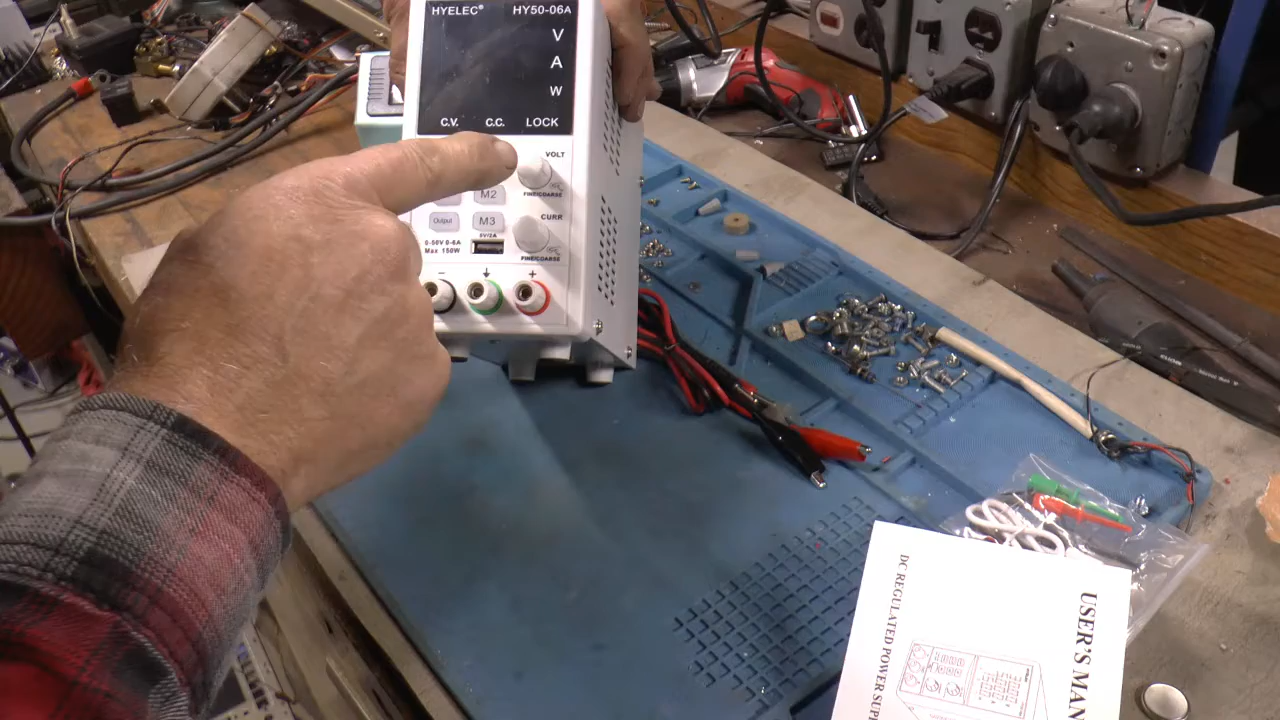 HYELEC® HY50-06A
V
A
W
C.V. C.C. LOCK
VOLT
M2
FINE/COARSE
CURR
Output M3
5V/2A
0-50V 0-6A
Max 150W
FINE/COARSE
- +
USER'S MAN
DC REGULATED POWER SUPP